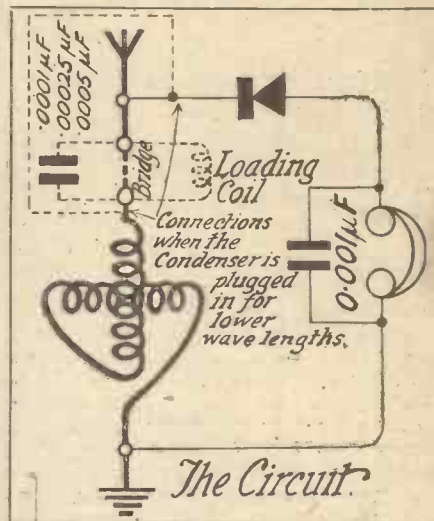 .0001µF
.00025µF
.0005µF
Bridge
Loading
Coil
Connections
when the
Condenser is
plugged
in for
lower
wave lengths.
0.001µF
The Circuit.